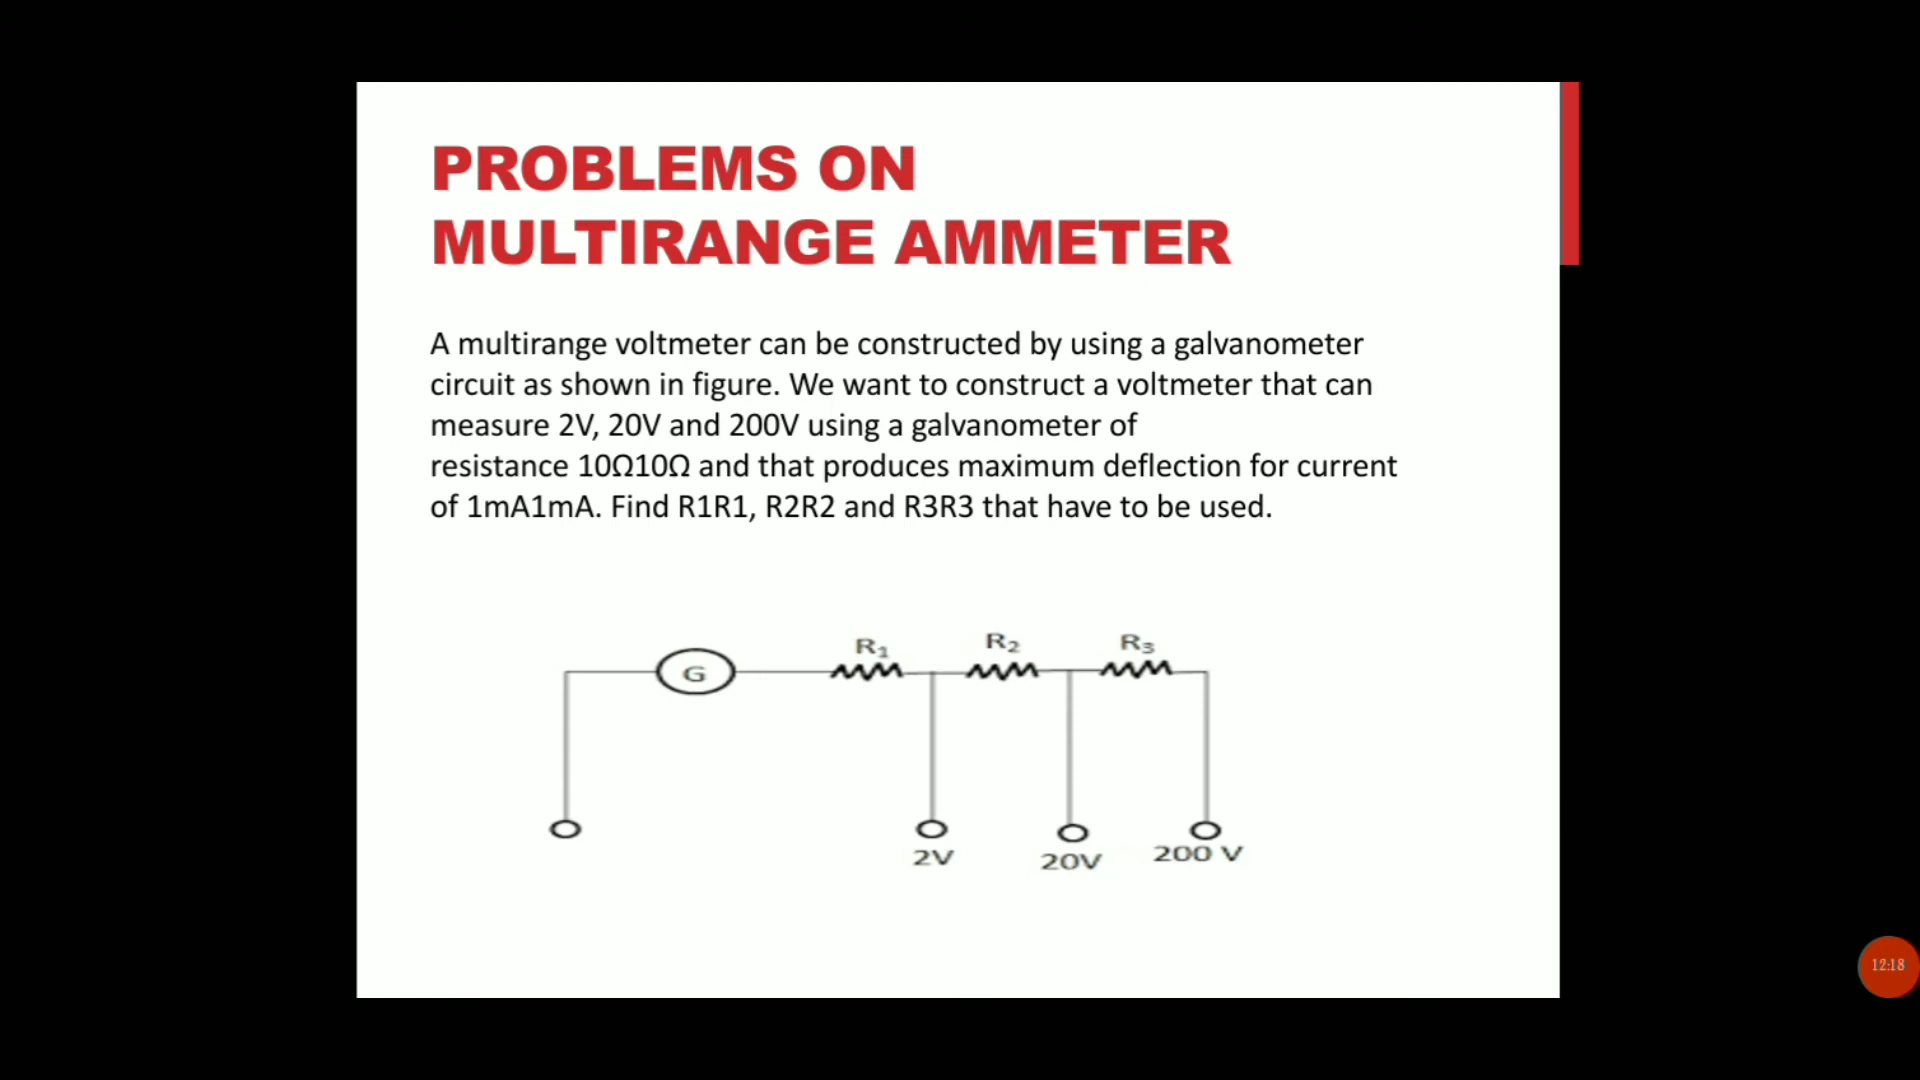 PROBLEMS ON
MULTIRANGE AMMETER
A multirange voltmeter can be constructed by using a galvanometer
circuit as shown in figure. We want to construct a voltmeter that can
measure 2V, 20V and 200V using a galvanometer of
resistance 10Ω10Ω and that produces maximum deflection for current
of 1mA1mA. Find R1R1, R2R2 and R3R3 that have to be used.
R₁ R₂ R₃
G
2V 20V 200 V
12:18